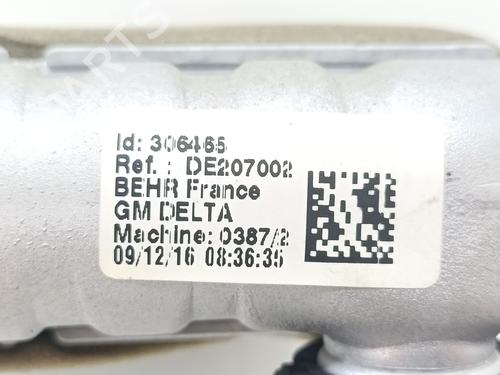 Id: 306465
Ref. : DE207002
BEHR France
GM DELTA
Machine: 0387/2
09/12/16 08:36:35